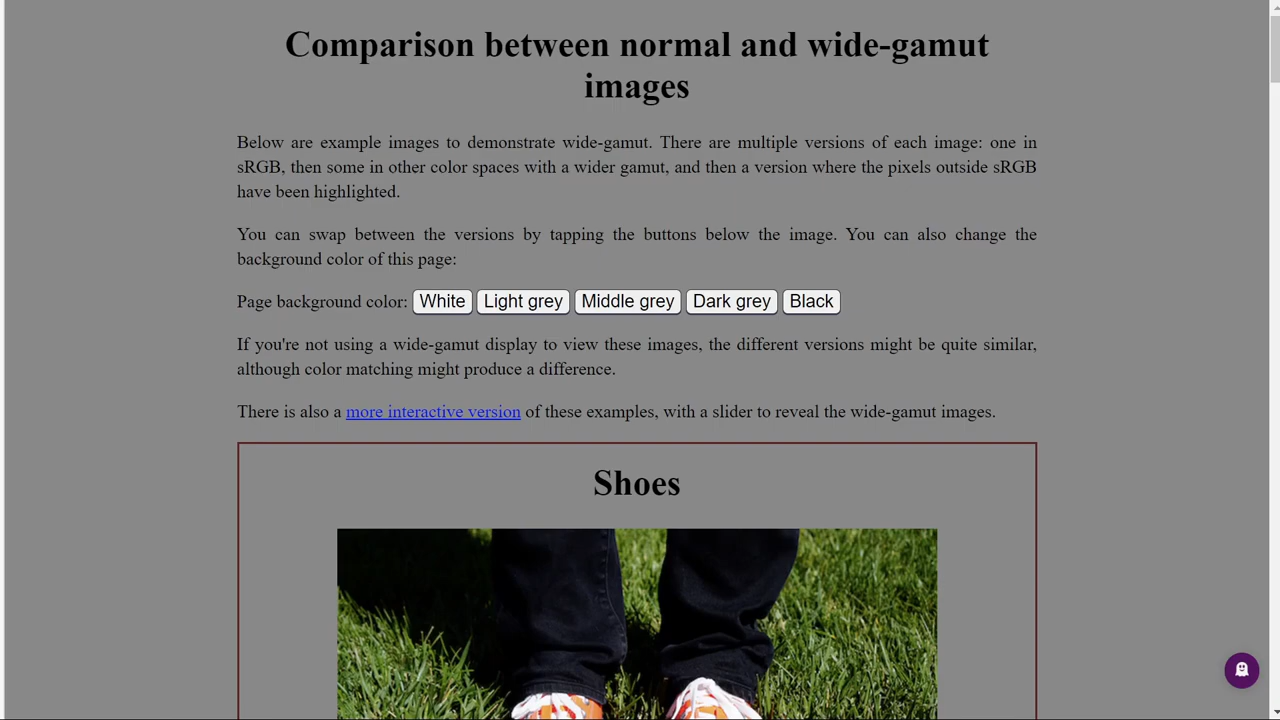 Comparison between normal and wide-gamut
images
Below are example images to demonstrate wide-gamut. There are multiple versions of each image: one in
sRGB, then some in other color spaces with a wider gamut, and then a version where the pixels outside sRGB
have been highlighted.
You can swap between the versions by tapping the buttons below the image. You can also change the
background color of this page:
Page background color: White Light grey Middle grey Dark grey Black
If you're not using a wide-gamut display to view these images, the different versions might be quite similar,
although color matching might produce a difference.
There is also a more interactive version of these examples, with a slider to reveal the wide-gamut images.
Shoes